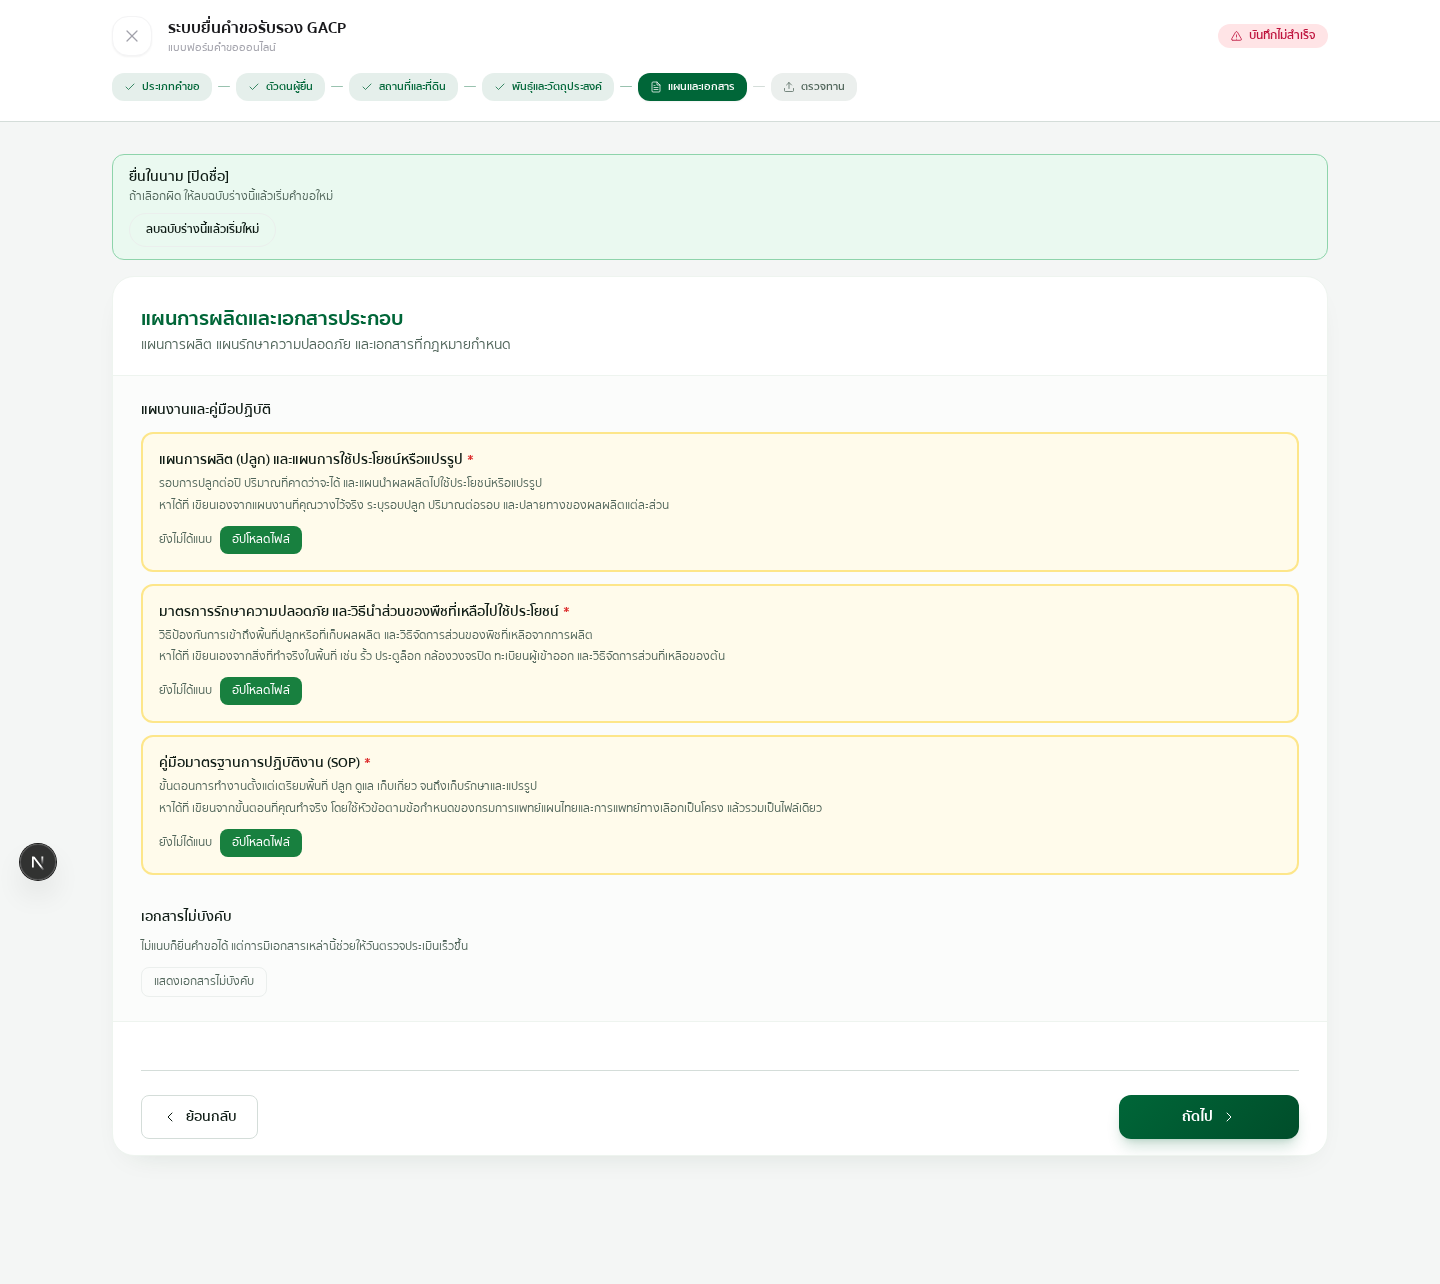 ระบบยื่นคำขอรับรอง GACP
แบบฟอร์มคำขอออนไลน์
บันทึกไม่สำเร็จ
ประเภทคำขอ
ตัวตนผู้ยื่น
สถานที่และที่ดิน
พันธุ์และวัตถุประสงค์
แผนและเอกสาร
ตรวจทาน
ยื่นในนาม [ปิดชื่อ]
ถ้าเลือกผิด ให้ลบฉบับร่างนี้แล้วเริ่มคำขอใหม่
ลบฉบับร่างนี้แล้วเริ่มใหม่
แผนการผลิตและเอกสารประกอบ
แผนการผลิต แผนรักษาความปลอดภัย และเอกสารที่กฎหมายกำหนด
แผนงานและคู่มือปฏิบัติ
แผนการผลิต (ปลูก) และแผนการใช้ประโยชน์หรือแปรรูป *
รอบการปลูกต่อปี ปริมาณที่คาดว่าจะได้ และแผนนำผลผลิตไปใช้ประโยชน์หรือแปรรูป
หาได้ที่ เขียนเองจากแผนงานที่คุณวางไว้จริง ระบุรอบปลูก ปริมาณต่อรอบ และปลายทางของผลผลิตแต่ละส่วน
ยังไม่ได้แนบ
อัปโหลดไฟล์
มาตรการรักษาความปลอดภัย และวิธีนำส่วนของพืชที่เหลือไปใช้ประโยชน์ *
วิธีป้องกันการเข้าถึงพื้นที่ปลูกหรือที่เก็บผลผลิต และวิธีจัดการส่วนของพืชที่เหลือจากการผลิต
หาได้ที่ เขียนเองจากสิ่งที่ทำจริงในพื้นที่ เช่น รั้ว ประตูล็อก กล้องวงจรปิด ทะเบียนผู้เข้าออก และวิธีจัดการส่วนที่เหลือของต้น
ยังไม่ได้แนบ
อัปโหลดไฟล์
คู่มือมาตรฐานการปฏิบัติงาน (SOP) *
ขั้นตอนการทำงานตั้งแต่เตรียมพื้นที่ ปลูก ดูแล เก็บเกี่ยว จนถึงเก็บรักษาและแปรรูป
หาได้ที่ เขียนจากขั้นตอนที่คุณทำจริง โดยใช้หัวข้อตามข้อกำหนดของกรมการแพทย์แผนไทยและการแพทย์ทางเลือกเป็นโครง แล้วรวมเป็นไฟล์เดียว
ยังไม่ได้แนบ
อัปโหลดไฟล์
เอกสารไม่บังคับ
ไม่แนบก็ยื่นคำขอได้ แต่การมีเอกสารเหล่านี้ช่วยให้วันตรวจประเมินเร็วขึ้น
แสดงเอกสารไม่บังคับ
ย้อนกลับ
ถัดไป
N